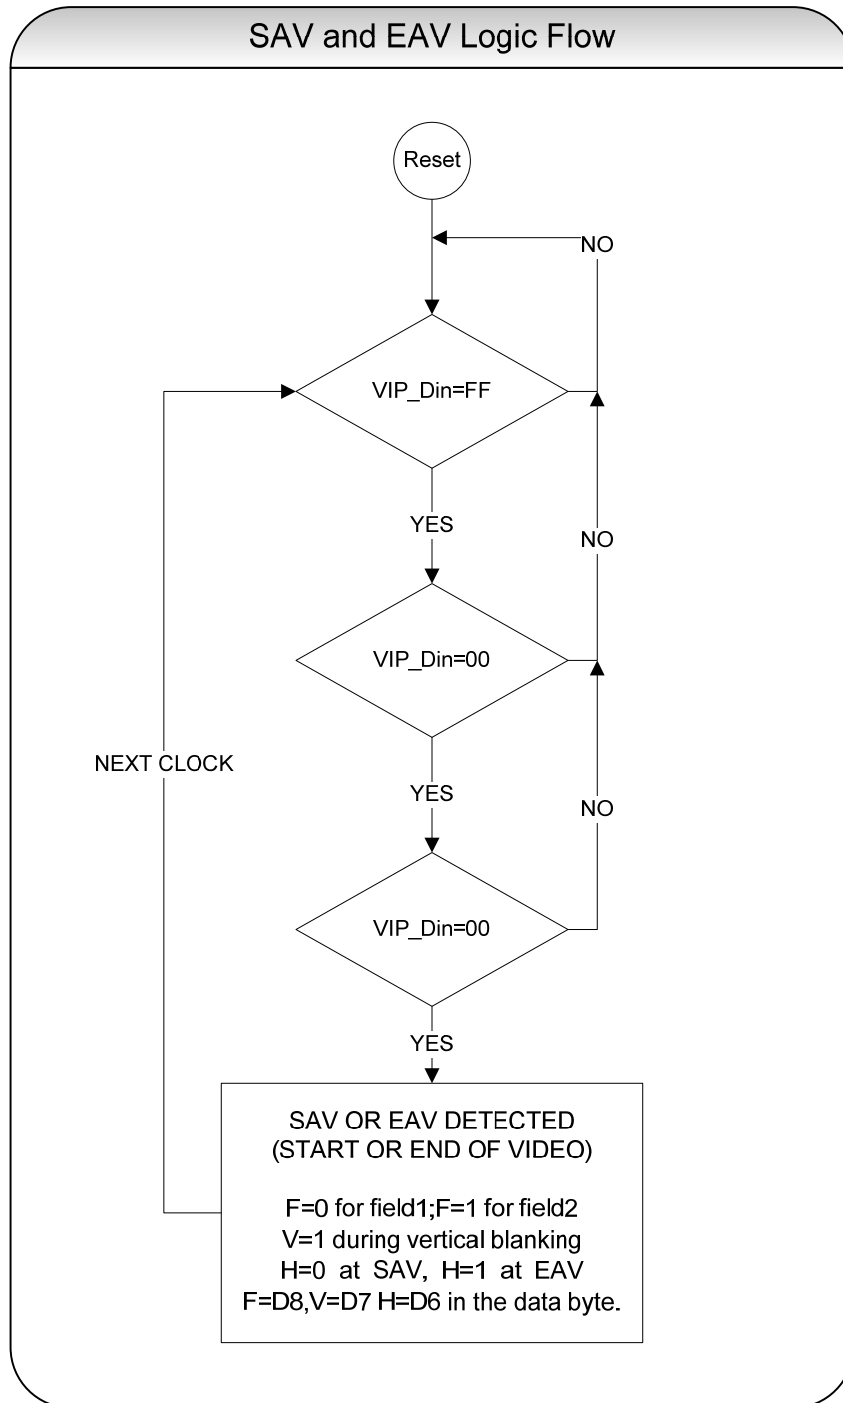 SAV and EAV Logic Flow
Reset
NO
VIP_Din=FF
YES
NO
VIP_Din=00
NEXT CLOCK
YES
NO
VIP_Din=00
YES
SAV OR EAV DETECTED
(START OR END OF VIDEO)
F=0 for field1;F=1 for field2
V=1 during vertical blanking
H=0 at SAV, H=1 at EAV
F=D8,V=D7 H=D6 in the data byte.